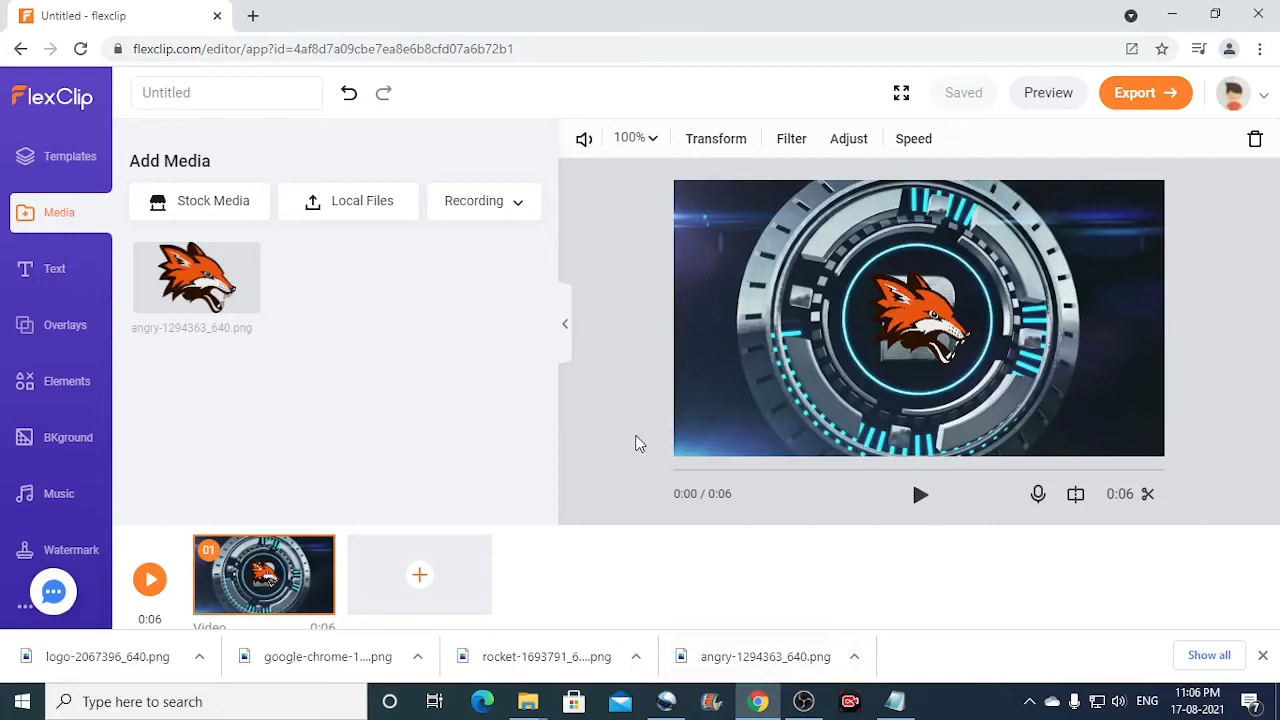 Untitled - flexclip
flexclip.com/editor/app?id=4af8d7a09cbe7ea8e6b8cfd07a6b72b1
FlexClip
Untitled
Saved
Preview
Export
Templates
Media
Text
Overlays
Elements
BKground
Music
Watermark
Add Media
Stock Media
Local Files
Recording
angry-1294363_640.png
100%
Transform
Filter
Adjust
Speed
0:00 / 0:06
0:06
01
0:06
Video
0:06
logo-2067396_640.png
google-chrome-1....png
rocket-1693791_6....png
angry-1294363_640.png
Show all
Type here to search
ENG
11:06 PM
17-08-2021
7